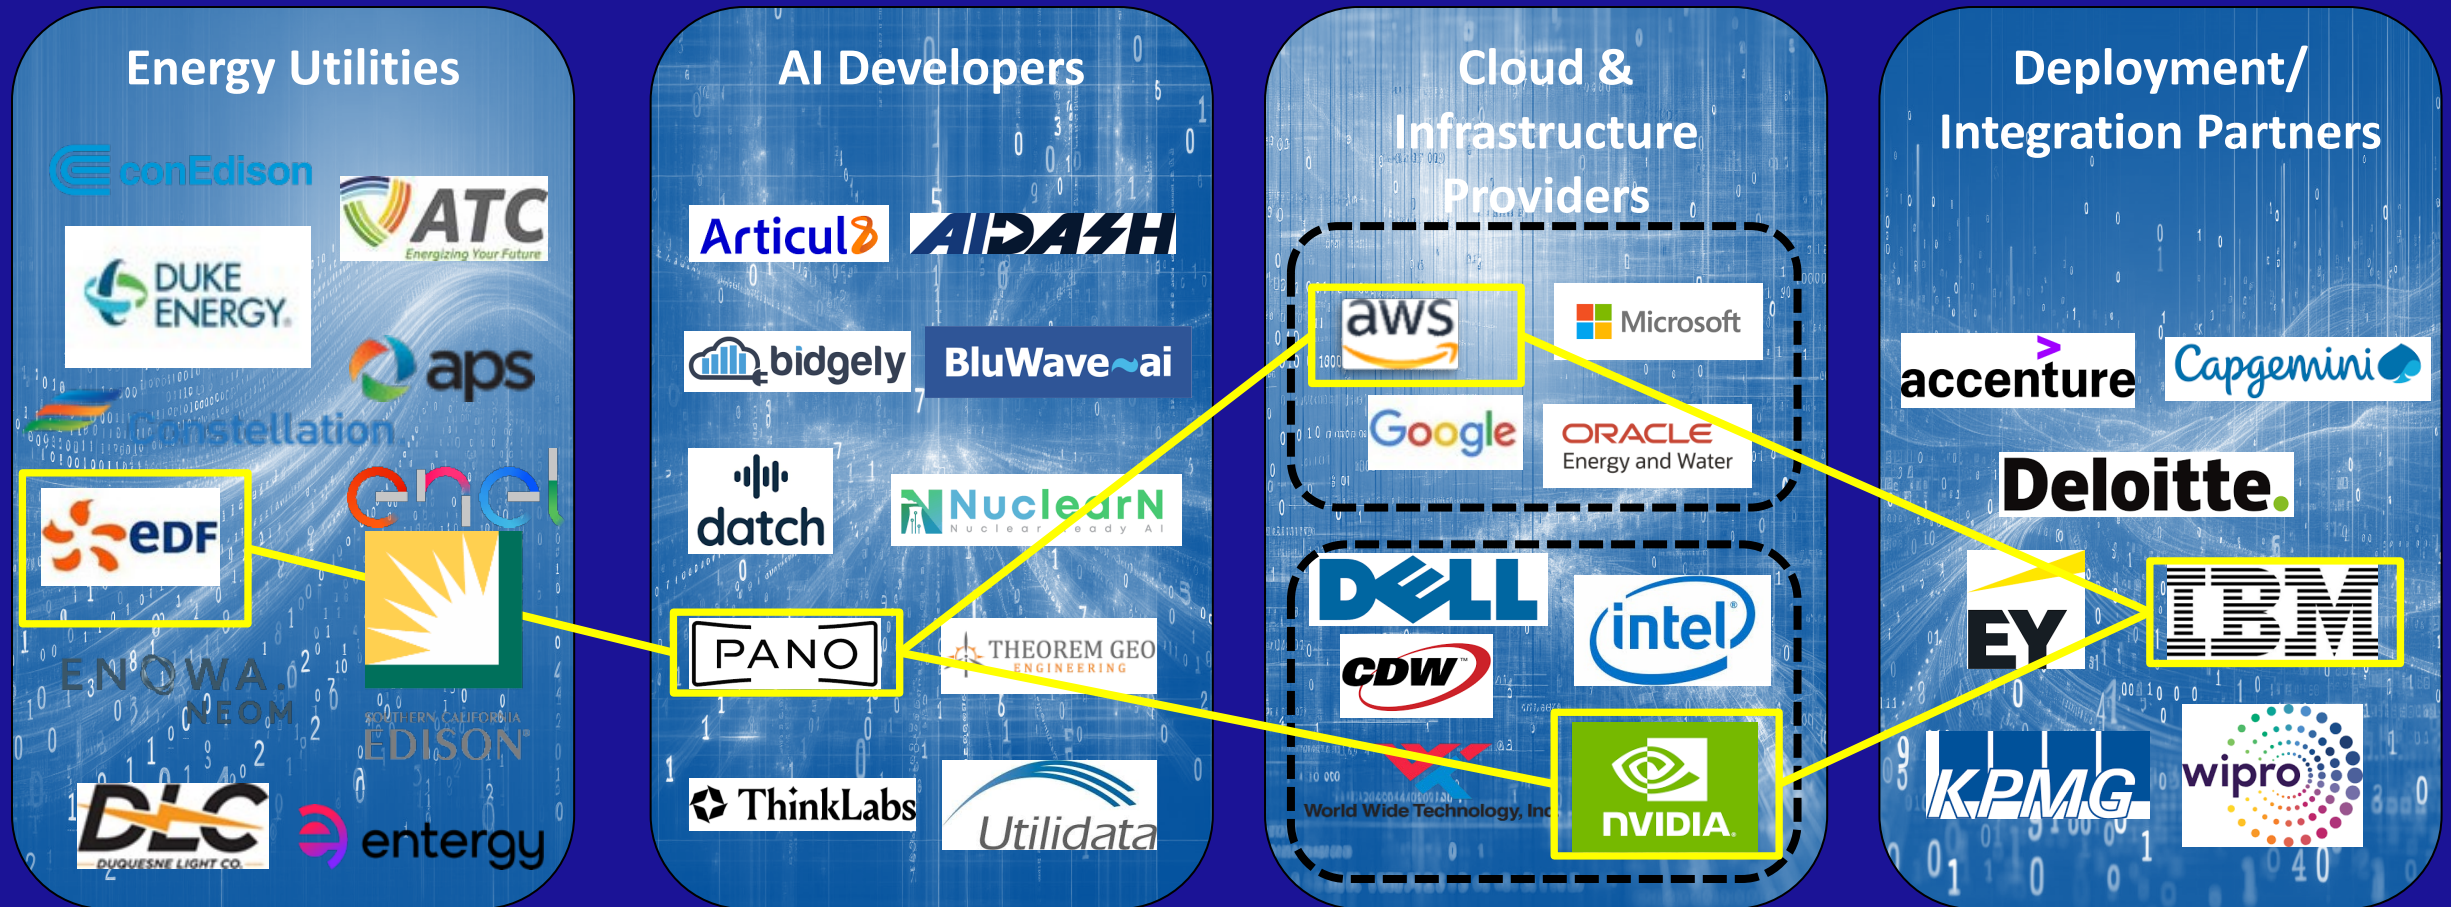 Energy Utilities
conEdison
ATC
Energizing Your Future
DUKE
ENERGY®
aps
Constellation
enel
eDF
ENOWA.
NEOM
SOUTHERN CALIFORNIA
EDISON®
DLC
DUQUESNE LIGHT CO.
entergy
AI Developers
Articul8
AIDASH
bidgely
BluWave~ai
datch
NuclearN
Nuclear Ready AI
PANO
THEOREM GEO
ENGINEERING
ThinkLabs
Utilidata
Cloud &
Infrastructure
Providers
aws
Microsoft
Google
ORACLE
Energy and Water
DELL
intel®
CDW™
World Wide Technology, Inc
NVIDIA.
Deployment/
Integration Partners
accenture
Capgemini
Deloitte.
EY
IBM
KPMG
wipro